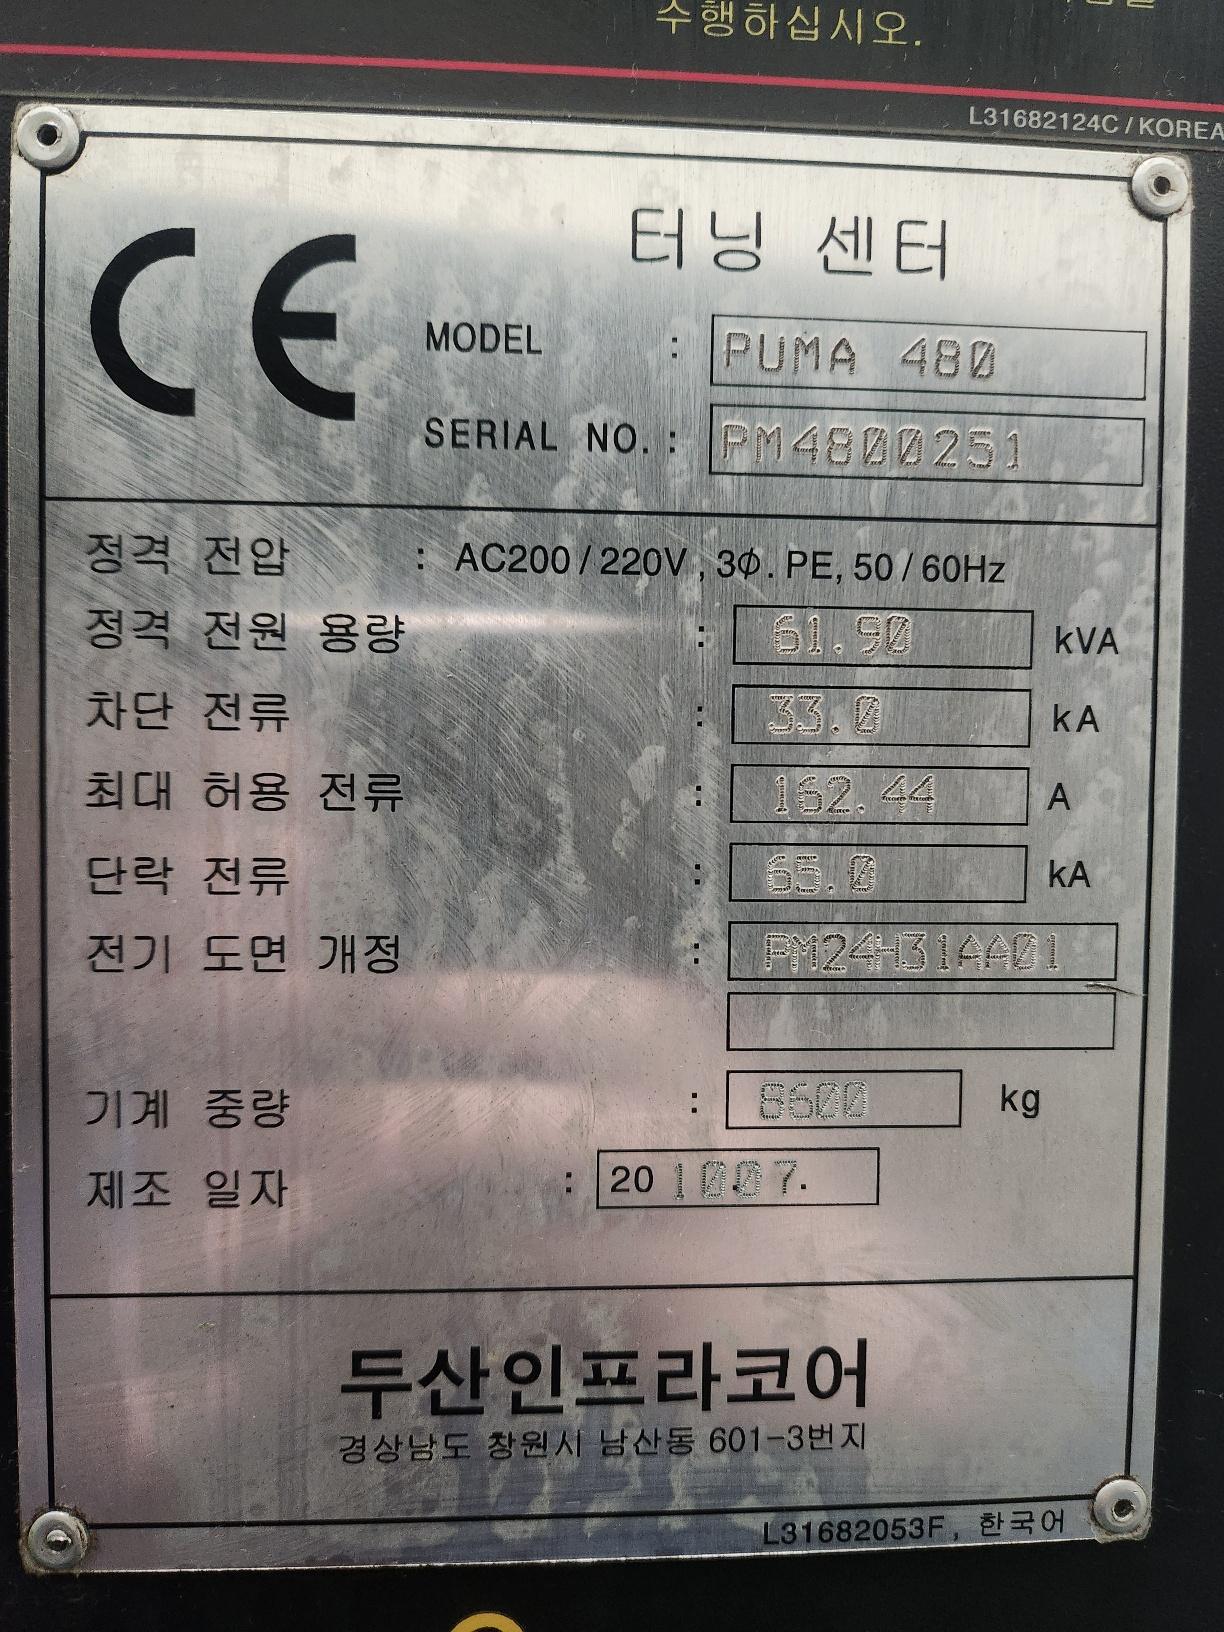 수행하십시오.
L31682124C / KOREA
CE
터닝 센터
MODEL : PUMA 480
SERIAL NO. : PM4800251
정격 전압 : AC200 / 220V , 3Φ . PE, 50 / 60Hz
정격 전원 용량 : 61.90 kVA
차단 전류 : 33.0 kA
최대 허용 전류 : 162.44 A
단락 전류 : 65.0 kA
전기 도면 개정 : PM24H31AA01
기계 중량 : 8600 kg
제조 일자 : 20 10.07.
두산인프라코어
경상남도 창원시 남산동 601-3번지
L31682053F, 한국어